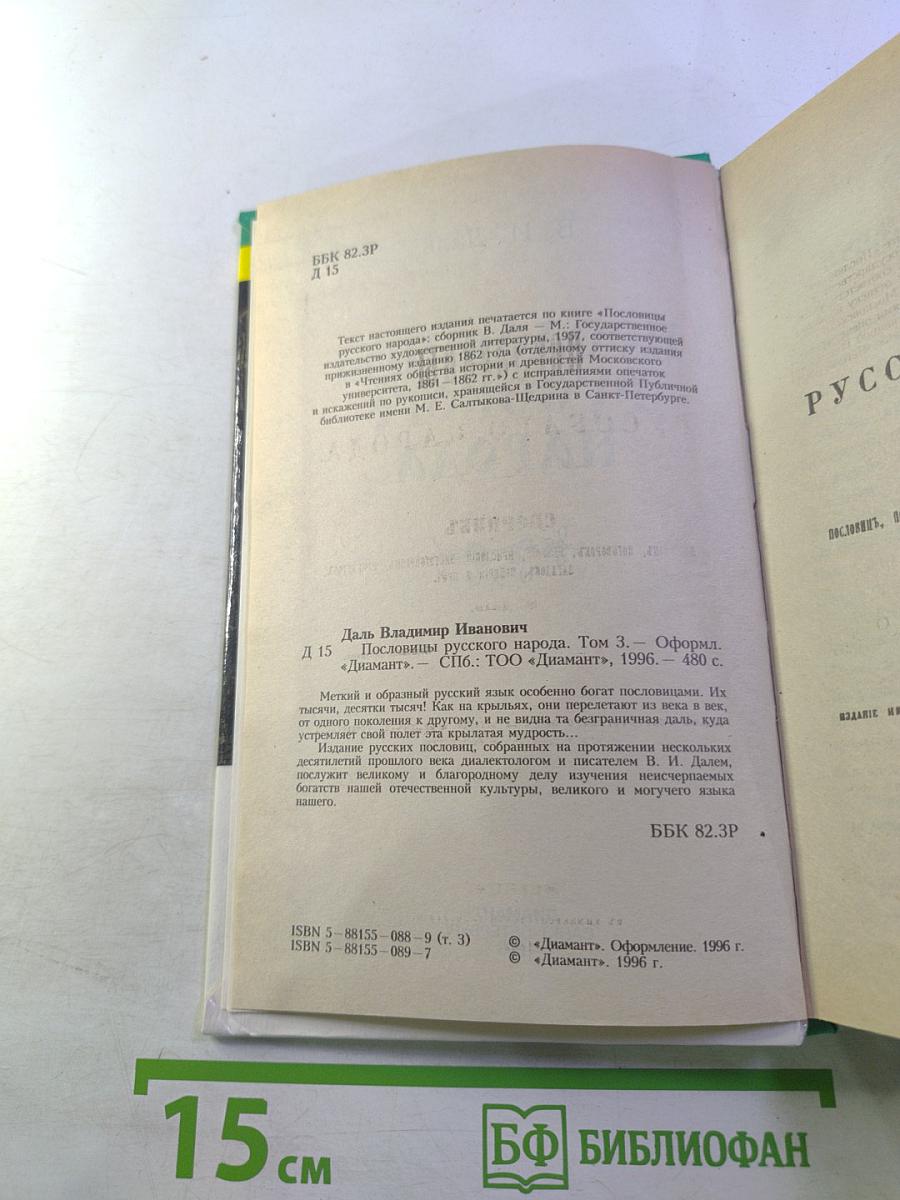 ББК 82.3Р
Д 15
Текст настоящего издания печатается по книге «Пословицы
русского народа»: сборник В. Даля — М.: Государственное
издательство художественной литературы, 1957, соответствующей
прижизненному изданию 1862 года (отдельному оттиску издания
в «Чтениях общества истории и древностей Московского
университета, 1861—1862 гг.») с исправлениями опечаток
и искажений по рукописи, хранящейся в Государственной Публичной
библиотеке имени М. Е. Салтыкова-Щедрина в Санкт-Петербурге.
Даль Владимир Иванович
Д 15 Пословицы русского народа. Том 3.— Оформл.
«Диамант».— СПб.: ТОО «Диамант», 1996.— 480 с.
Меткий и образный русский язык особенно богат пословицами. Их
тысячи, десятки тысяч! Как на крыльях, они перелетают из века в век,
от одного поколения к другому, и не видна та безграничная даль, куда
устремляет свой полет эта крылатая мудрость...
Издание русских пословиц, собранных на протяжении нескольких
десятилетий прошлого века диалектологом и писателем В. И. Далем,
послужит великому и благородному делу изучения неисчерпаемых
богатств нашей отечественной культуры, великого и могучего языка
нашего.
ББК 82.3Р
ISBN 5—88155—088—9 (т. 3)
ISBN 5—88155—089—7
© «Диамант». Оформление. 1996 г.
© «Диамант». 1996 г.
РУСС
ПОСЛОВИЦЪ, ПО
ИЗДАНІЕ ИМ
15 см
БФ БИБЛИОФАН